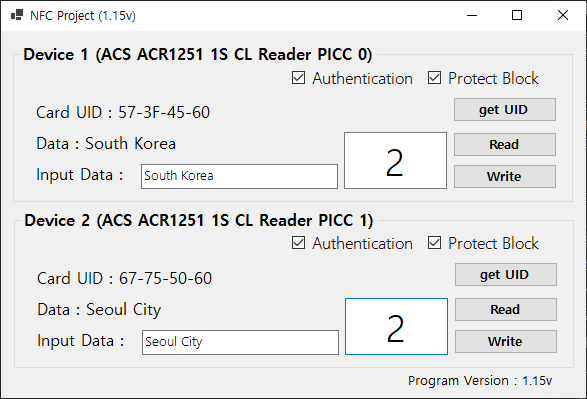 NFC Project (1.15v)
Device 1 (ACS ACR1251 1S CL Reader PICC 0)
Authentication Protect Block
Card UID : 57-3F-45-60 get UID
Data : South Korea 2 Read
Input Data : South Korea Write
Device 2 (ACS ACR1251 1S CL Reader PICC 1)
Authentication Protect Block
Card UID : 67-75-50-60 get UID
Data : Seoul City 2 Read
Input Data : Seoul City Write
Program Version : 1.15v